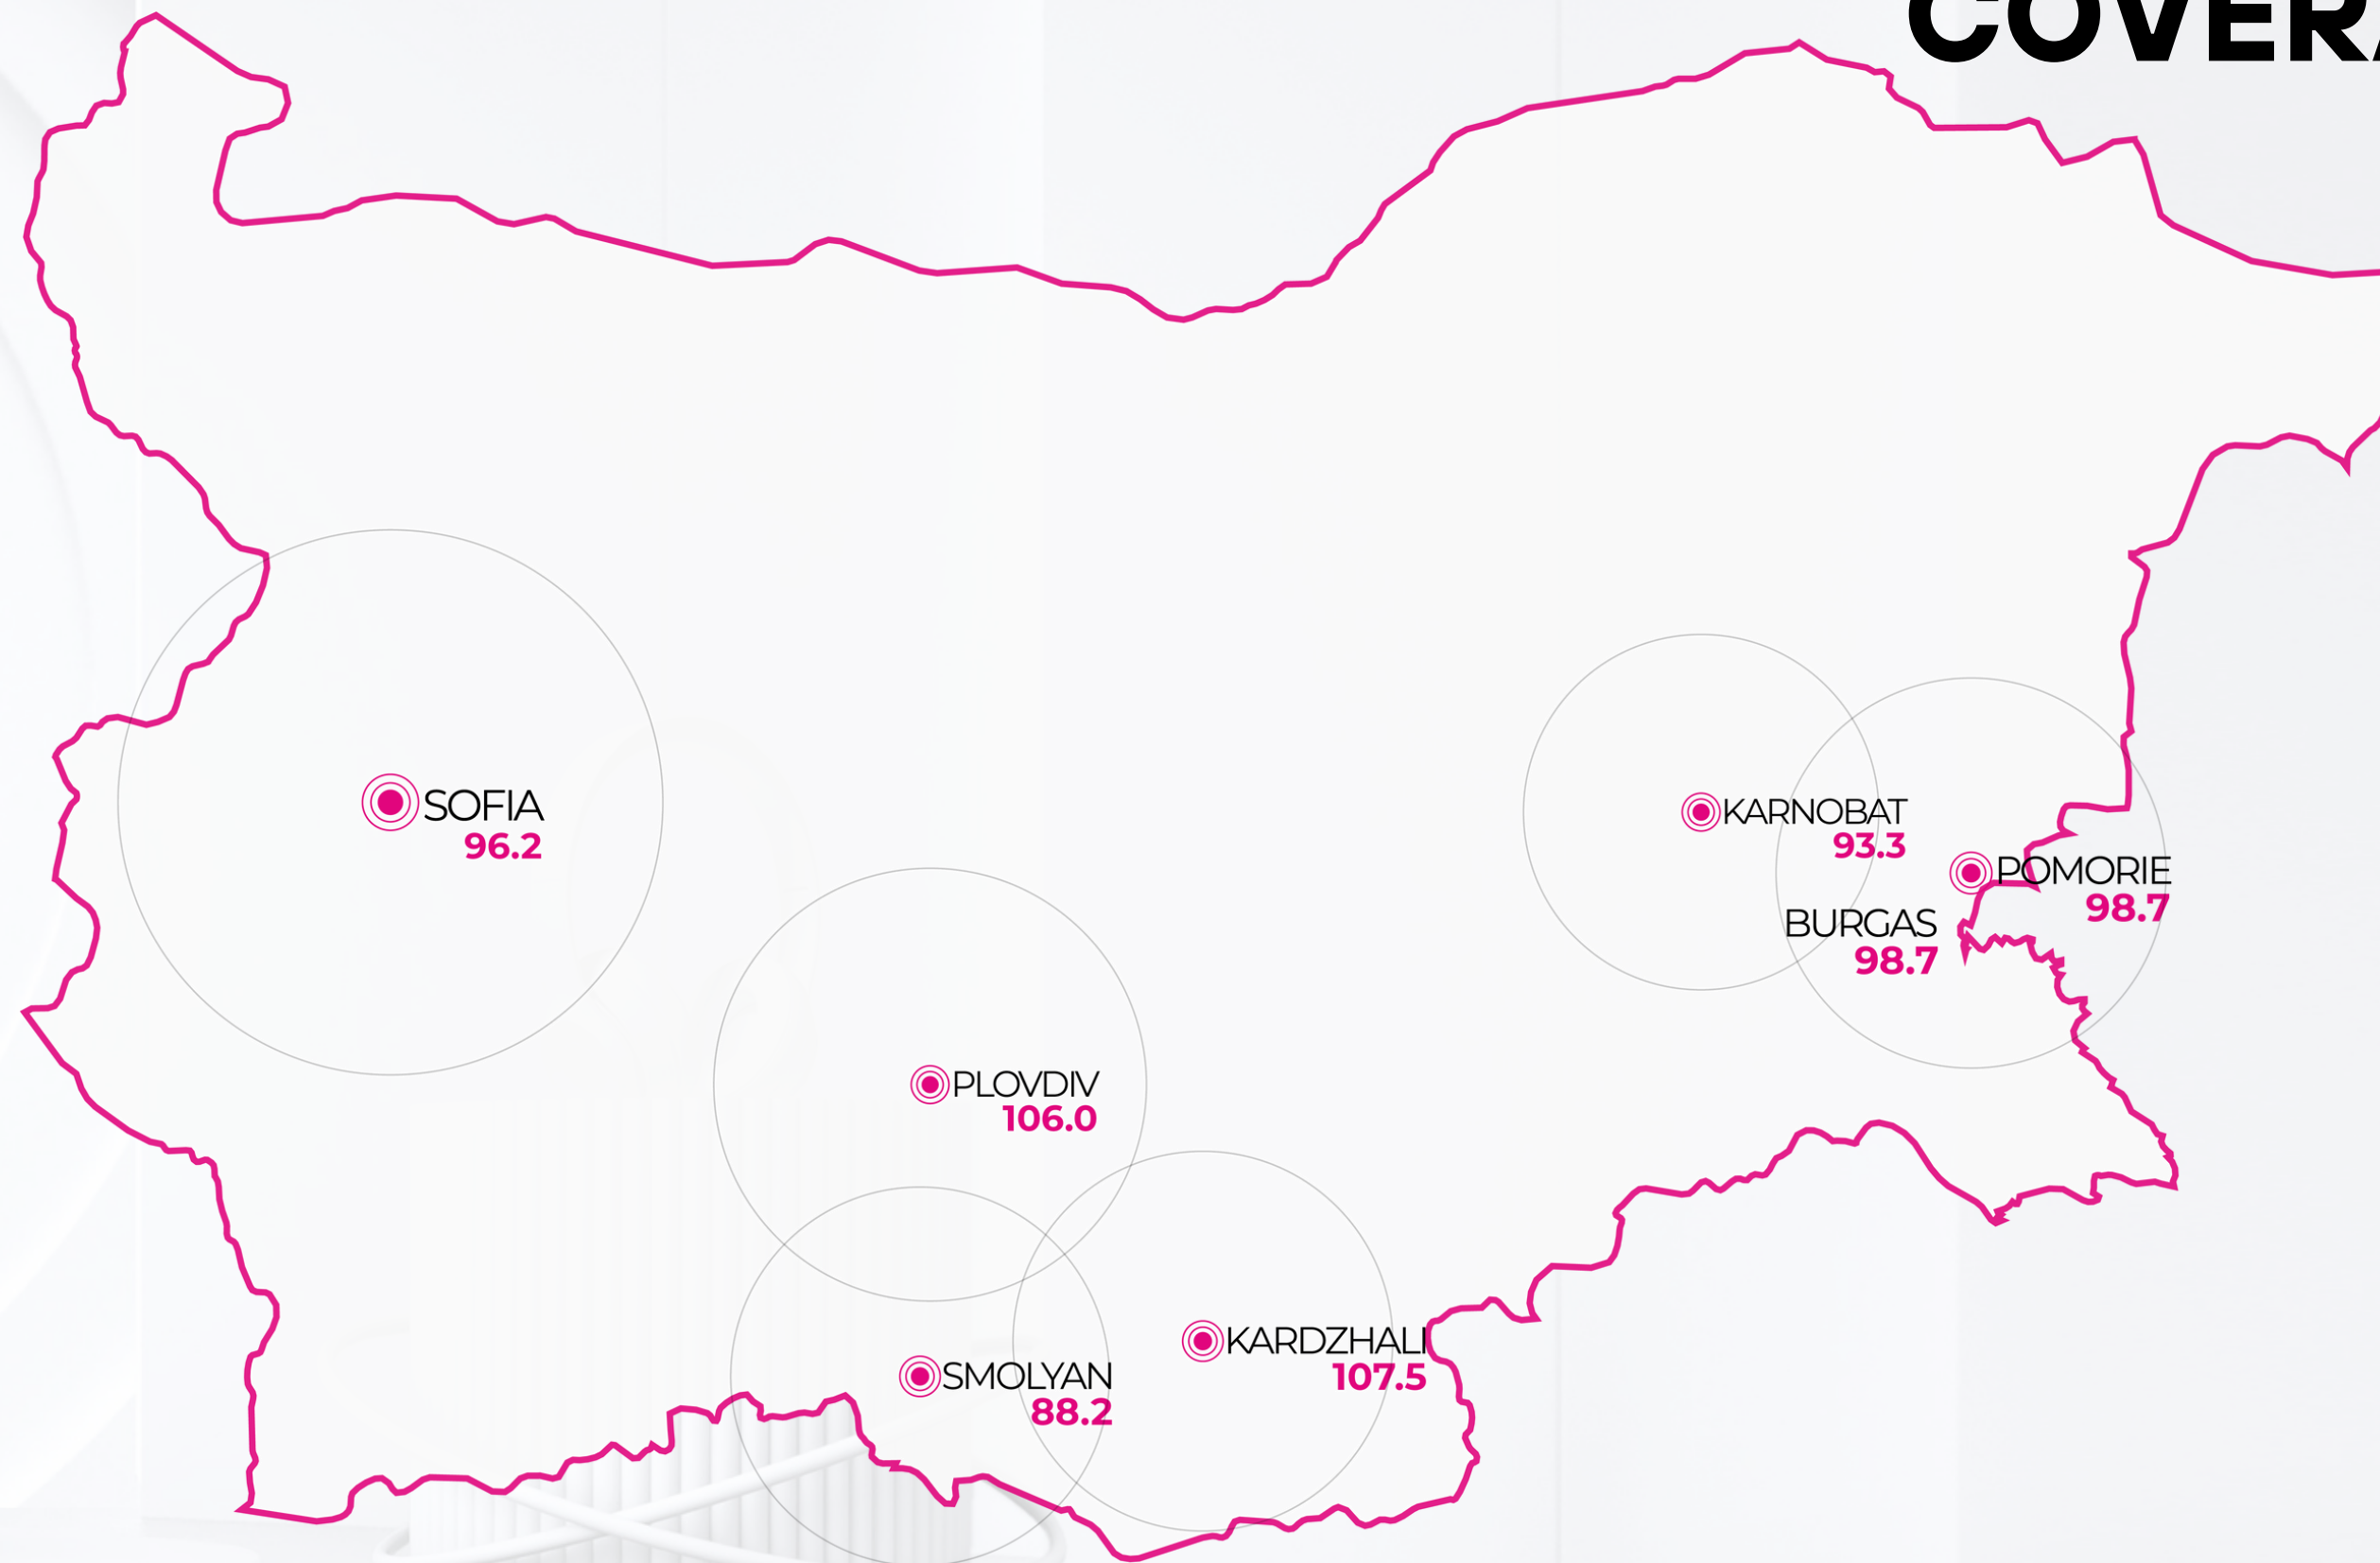 COVERA
SOFIA
96.2
KARNOBAT
93.3
POMORIE
98.7
BURGAS
98.7
PLOVDIV
106.0
KARDZHALI
107.5
SMOLYAN
88.2